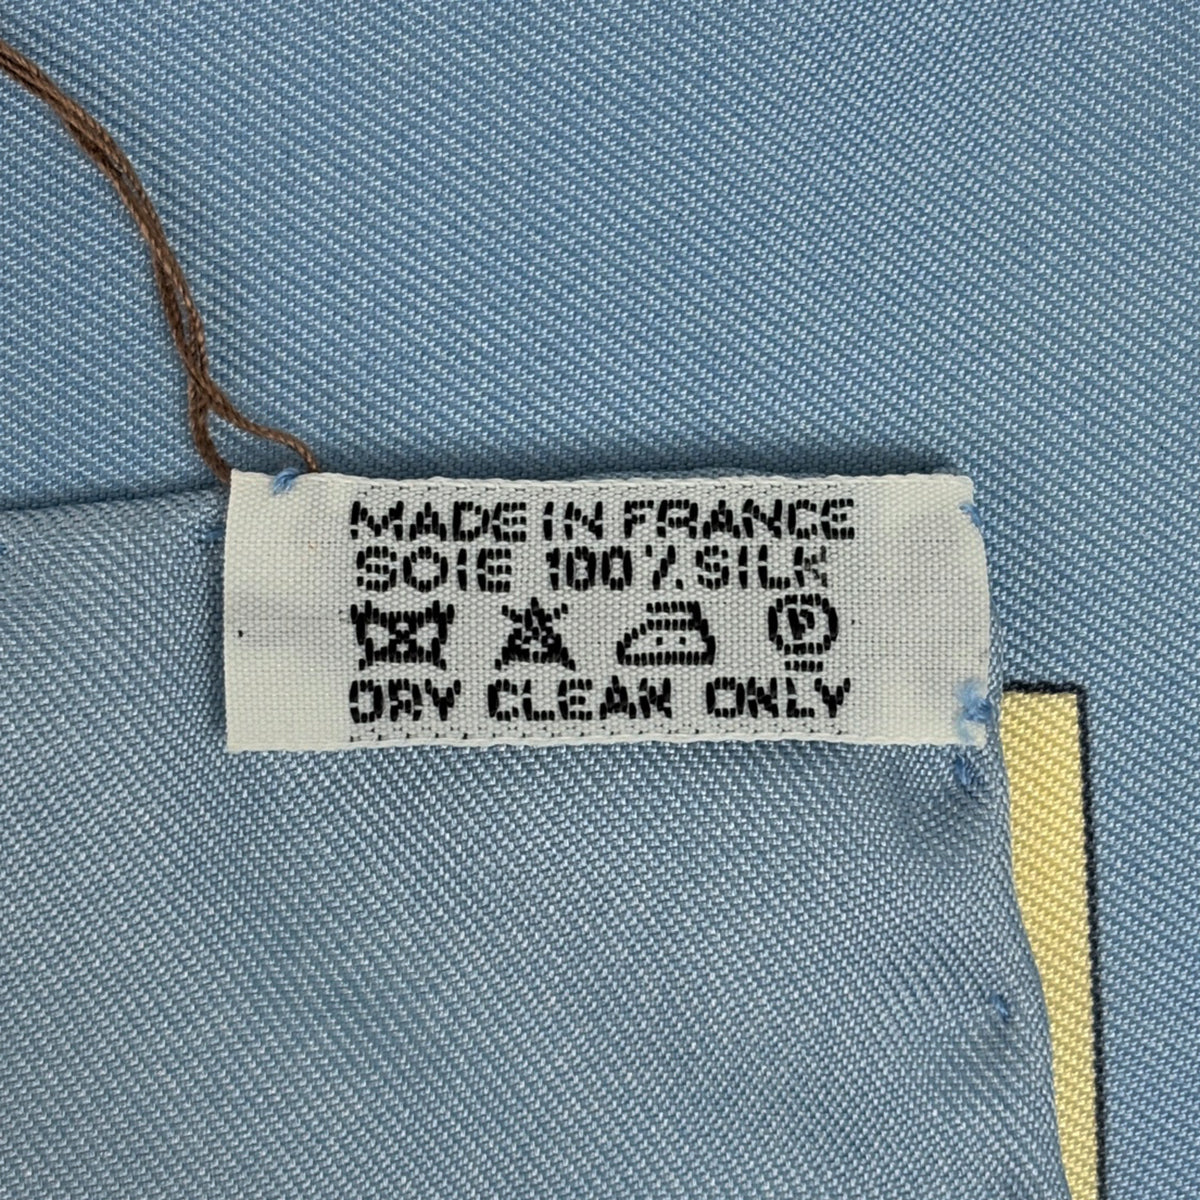 MADE IN FRANCE
SOIE 100% SILK
P
DRY CLEAN ONLY